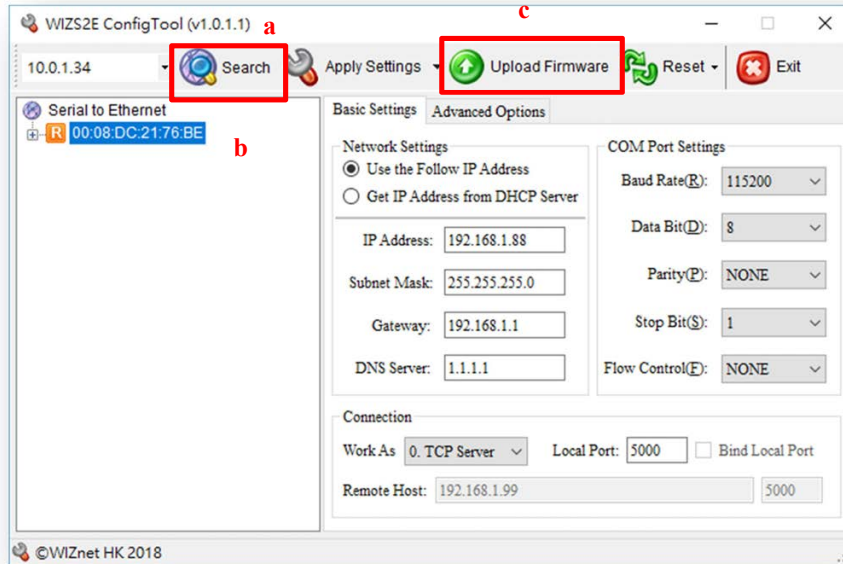 c
WIZS2E ConfigTool (v1.0.1.1) a
10.0.1.34 Search Apply Settings Upload Firmware Reset Exit
Serial to Ethernet
R 00:08:DC:21:76:BE
b
Basic Settings Advanced Options
Network Settings
Use the Follow IP Address
Get IP Address from DHCP Server
IP Address: 192.168.1.88
Subnet Mask: 255.255.255.0
Gateway: 192.168.1.1
DNS Server: 1.1.1.1
COM Port Settings
Baud Rate(R): 115200
Data Bit(D): 8
Parity(P): NONE
Stop Bit(S): 1
Flow Control(F): NONE
Connection
Work As 0. TCP Server Local Port: 5000 Bind Local Port
Remote Host: 192.168.1.99 5000
©WIZnet HK 2018